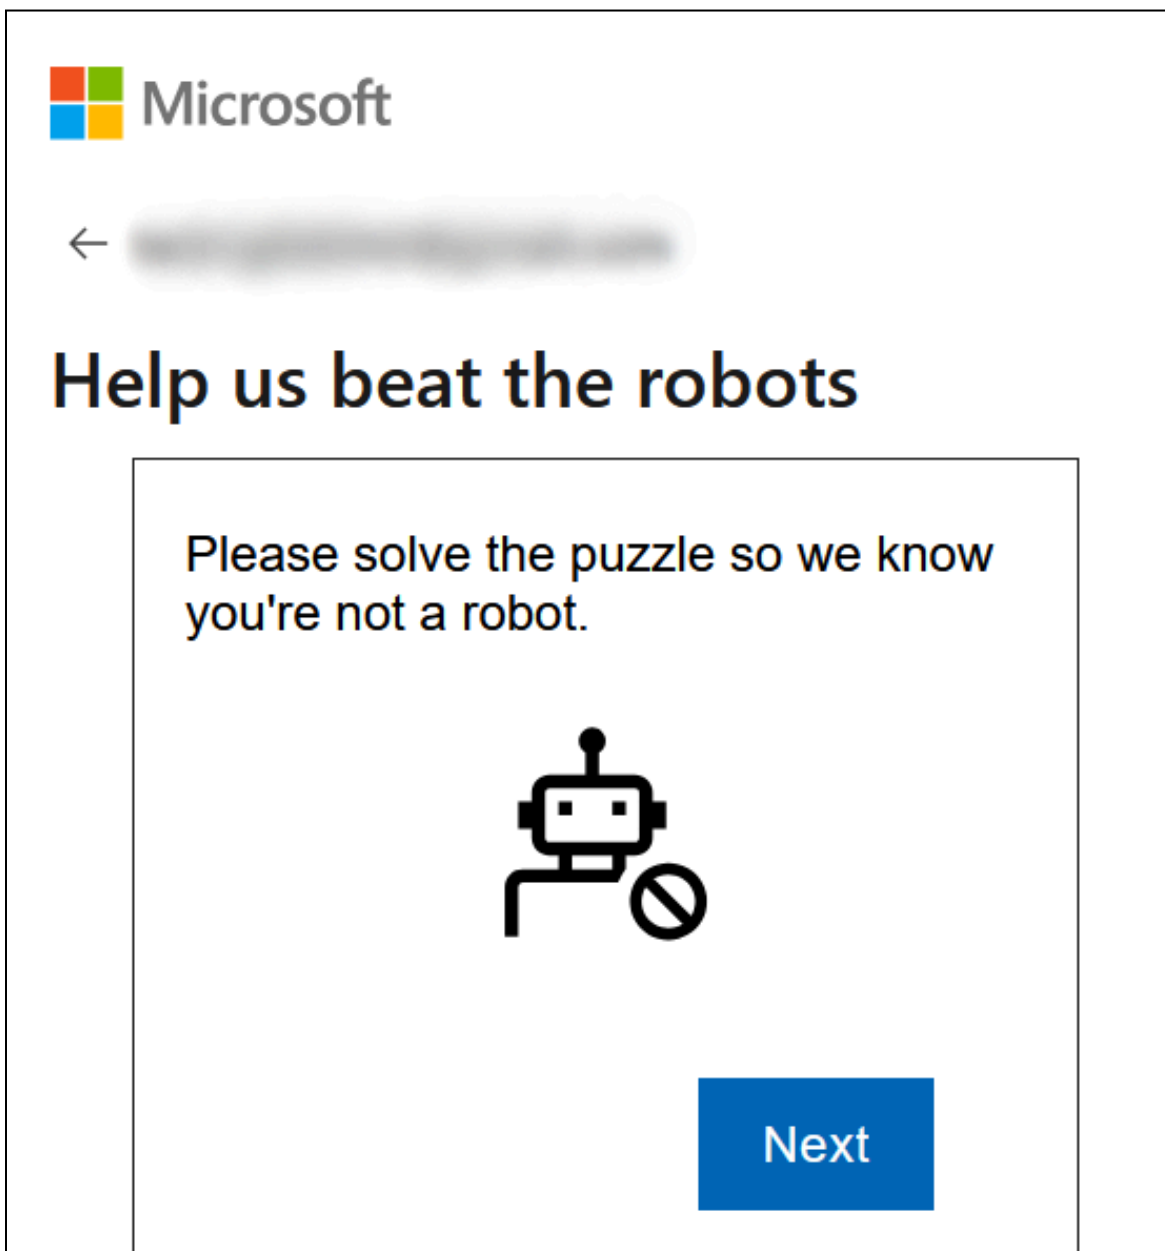 Microsoft
Help us beat the robots
Please solve the puzzle so we know
you're not a robot.
Next